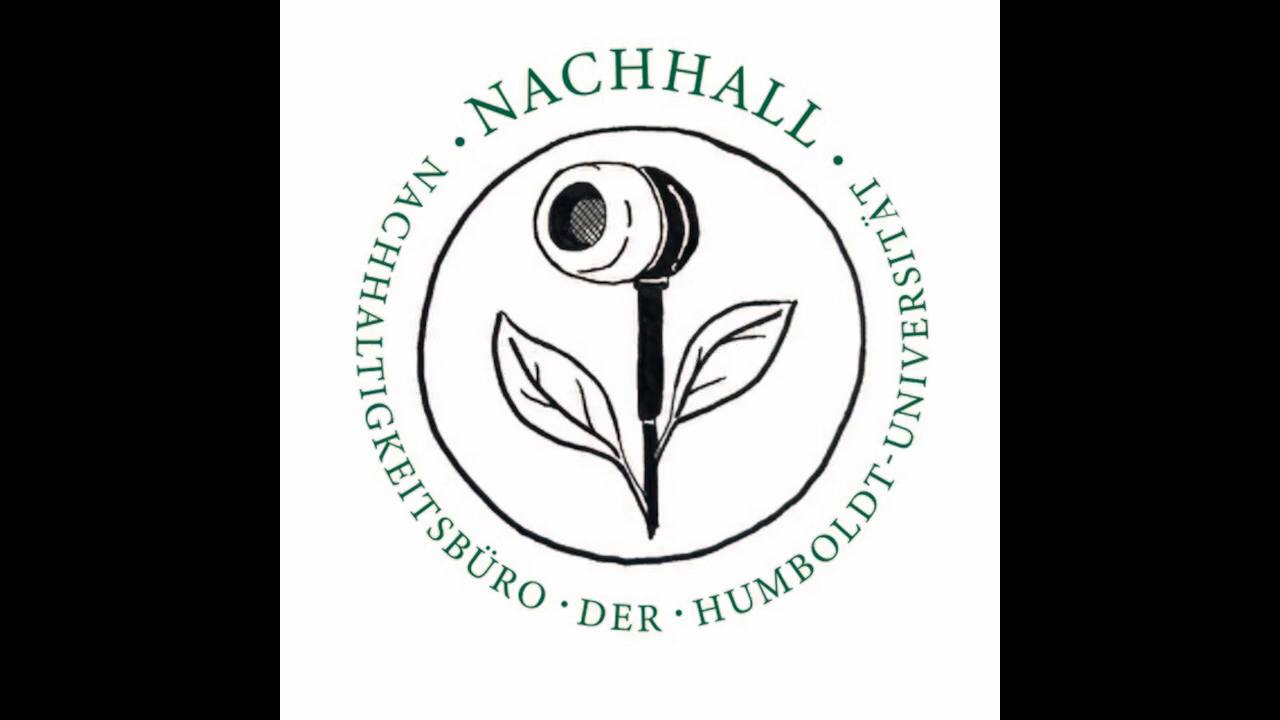 · NACHHALL ·
NACHHALTIGKEITSBÜRO · DER · HUMBOLDT-UNIVERSITÄT